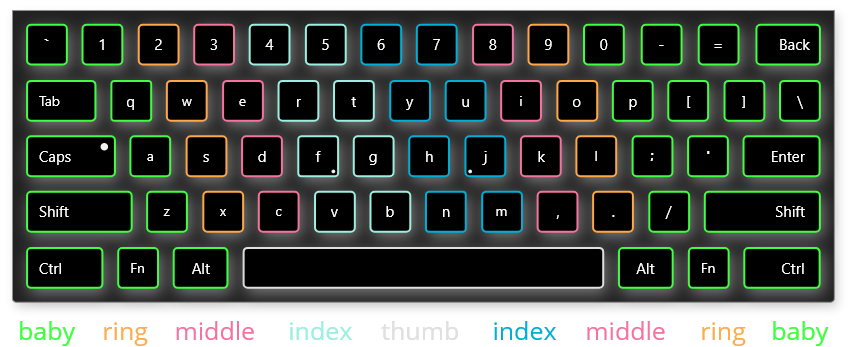 ` 1 2 3 4 5 6 7 8 9 0 - = Back
Tab q w e r t y u i o p [ ] \
Caps a s d f g h j k l ; ' Enter
Shift z x c v b n m , . / Shift
Ctrl Fn Alt Alt Fn Ctrl
baby ring middle index thumb index middle ring baby